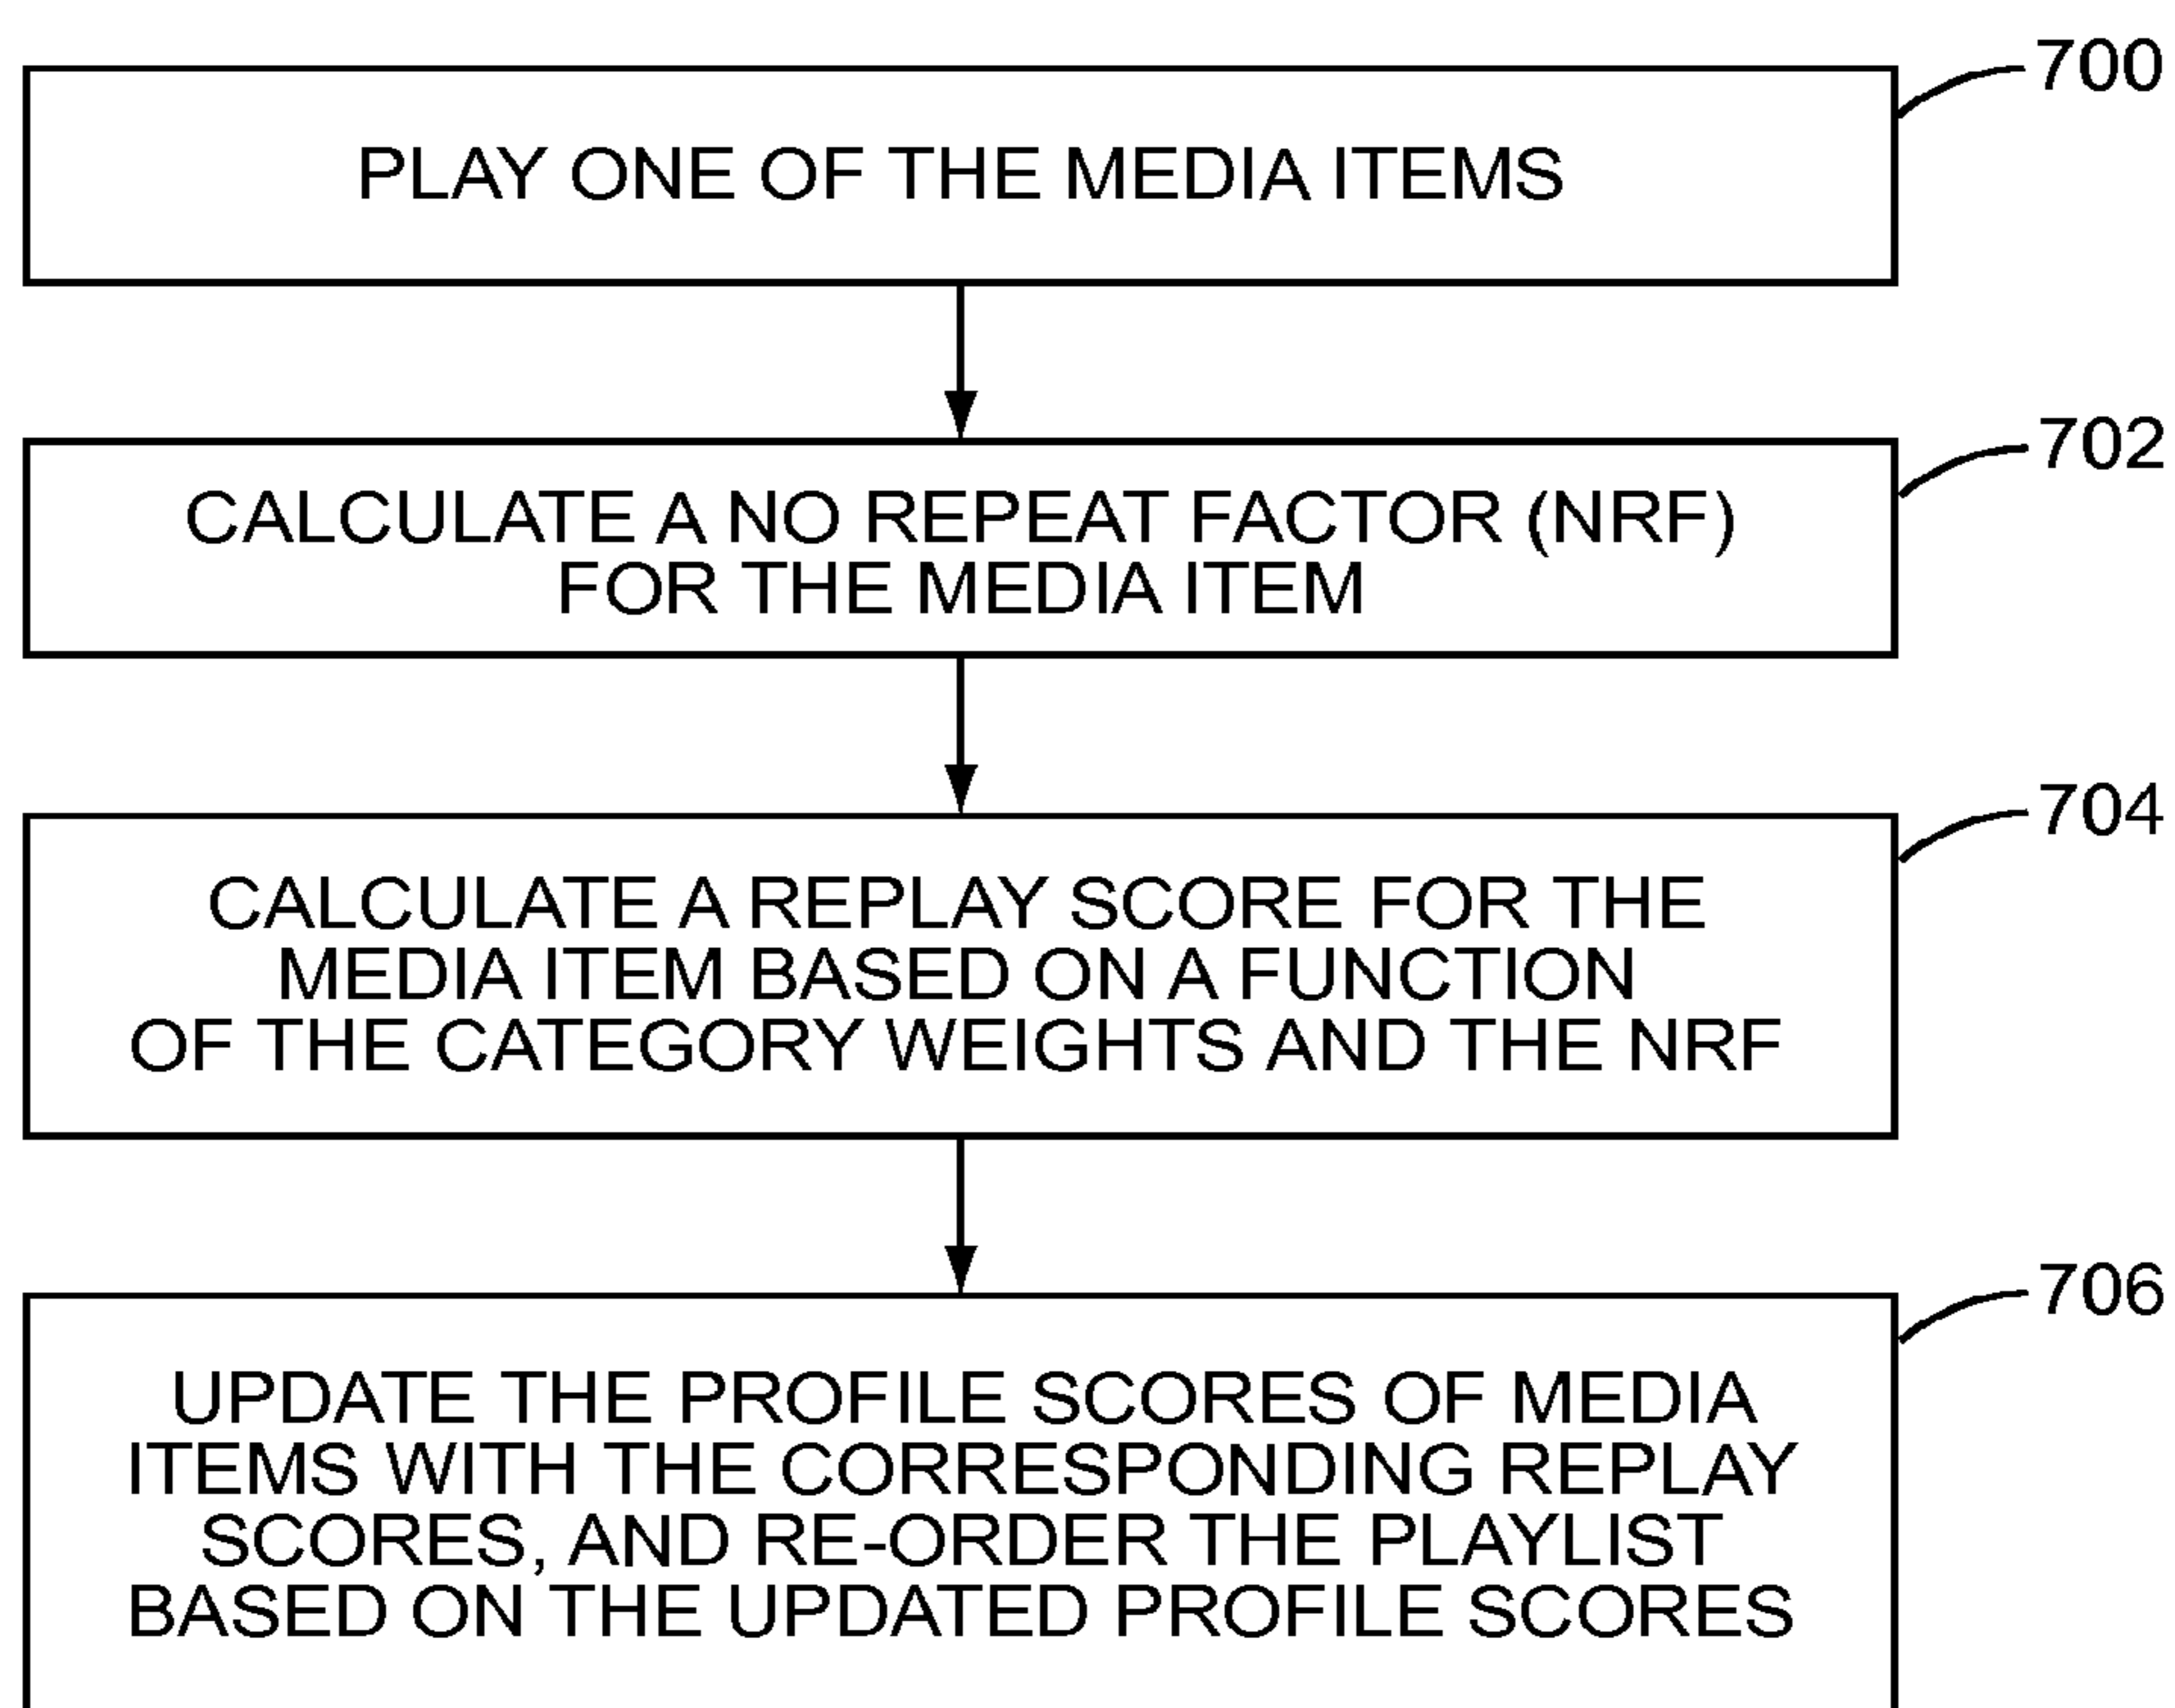 700
PLAY ONE OF THE MEDIA ITEMS
702
CALCULATE A NO REPEAT FACTOR (NRF)
FOR THE MEDIA ITEM
704
CALCULATE A REPLAY SCORE FOR THE
MEDIA ITEM BASED ON A FUNCTION
OF THE CATEGORY WEIGHTS AND THE NRF
706
UPDATE THE PROFILE SCORES OF MEDIA
ITEMS WITH THE CORRESPONDING REPLAY
SCORES, AND RE-ORDER THE PLAYLIST
BASED ON THE UPDATED PROFILE SCORES